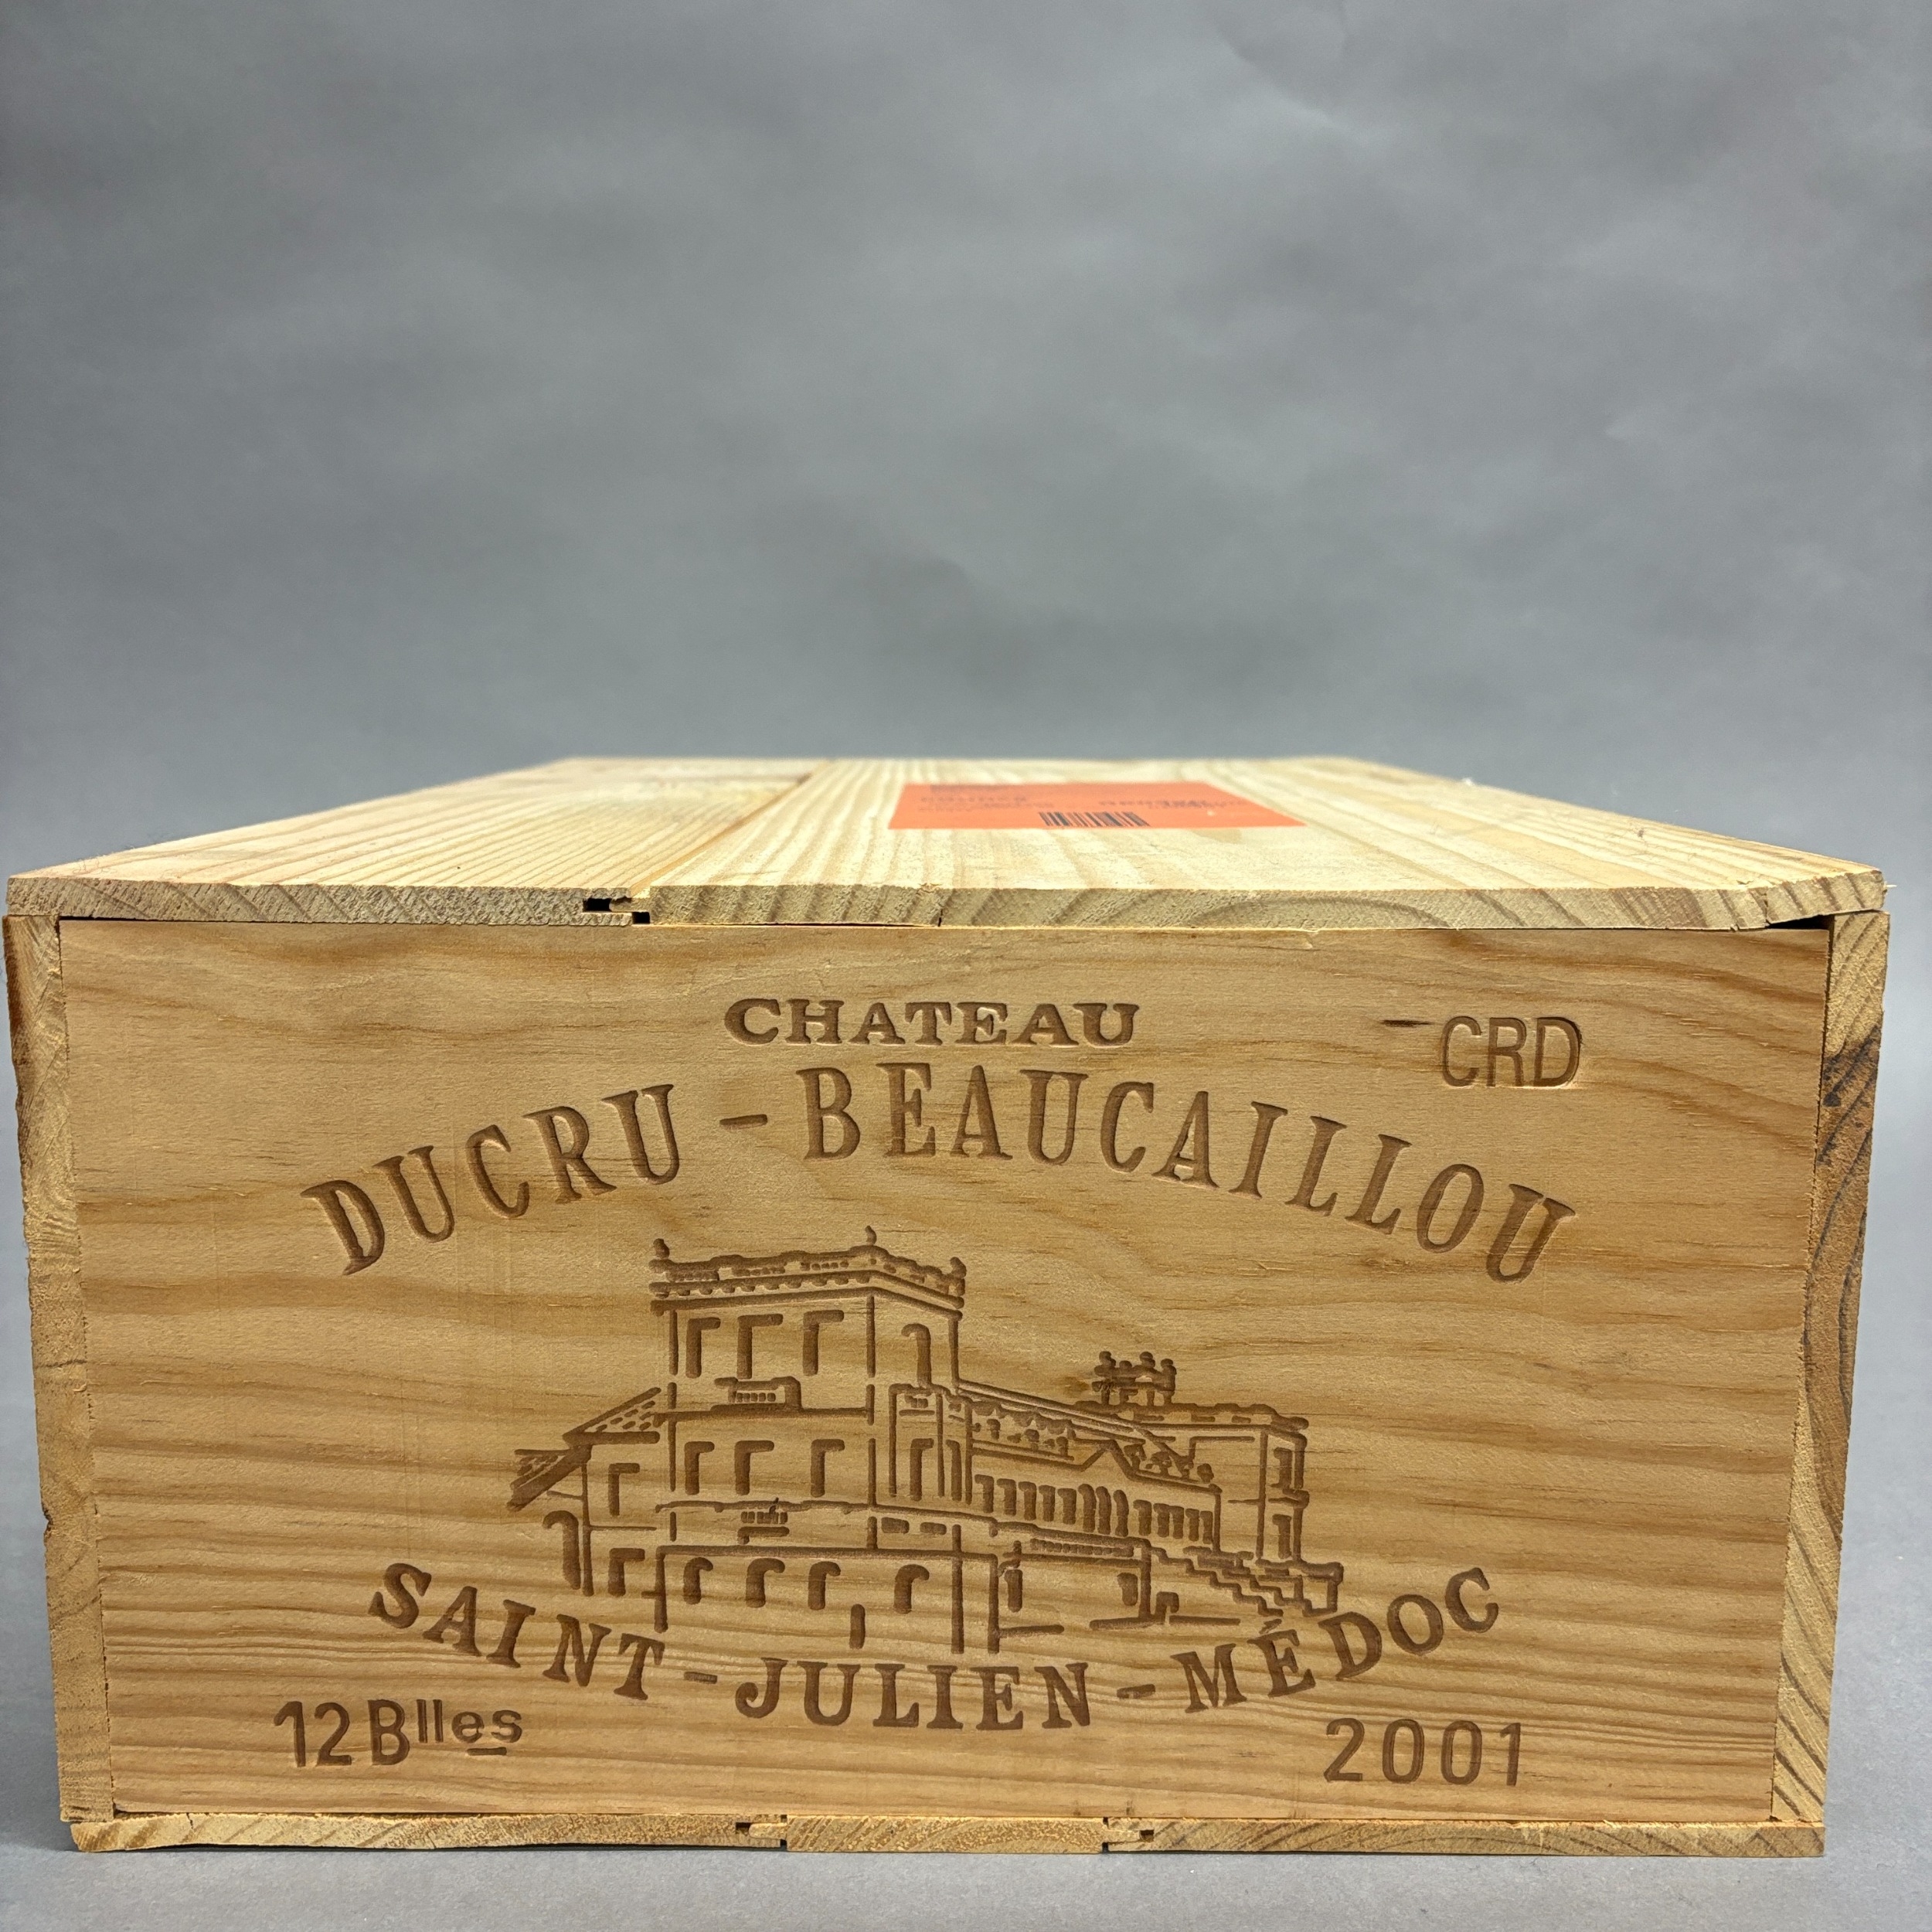 CHATEAU
CRD
DUCRU - BEAUCAILLOU
SAINT - JULIEN - MÉDOC
12 Blles
2001